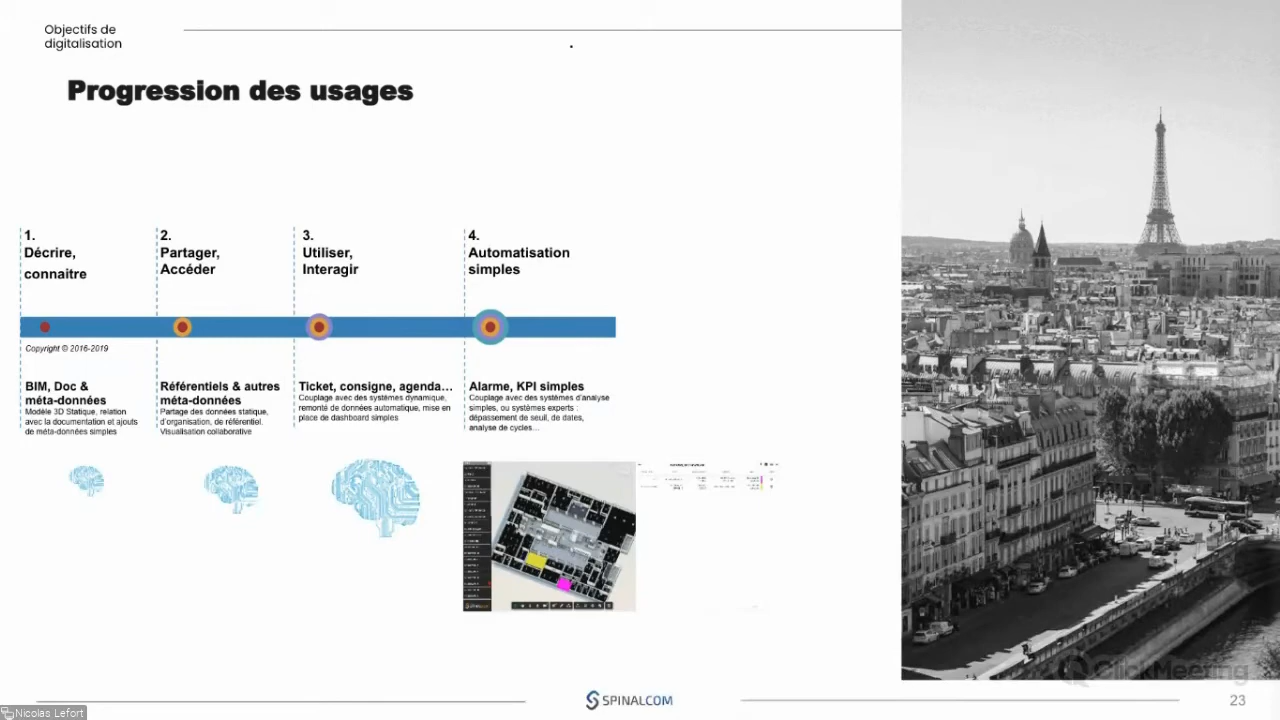 Objectifs de
digitalisation
Progression des usages
1.
Décrire,
connaitre
2.
Partager,
Accéder
3.
Utiliser,
Interagir
4.
Automatisation
simples
Copyright © 2016-2019
BIM, Doc &
méta-données
Modèle 3D Statique, relation
avec la documentation et ajouts
de méta-données simples
Référentiels & autres
méta-données
Partage des données statique,
d'organisation, de référentiel.
Visualisation collaborative
Ticket, consigne, agenda…
Couplage avec des systèmes dynamique,
remonté de données automatique, mise en
place de dashboard simples
Alarme, KPI simples
Couplage avec des systèmes d'analyse
simples, ou systèmes experts :
dépassement de seuil, de dates,
analyse de cycles…
ClickMeeting
SPINALCOM
23
Nicolas Lefort